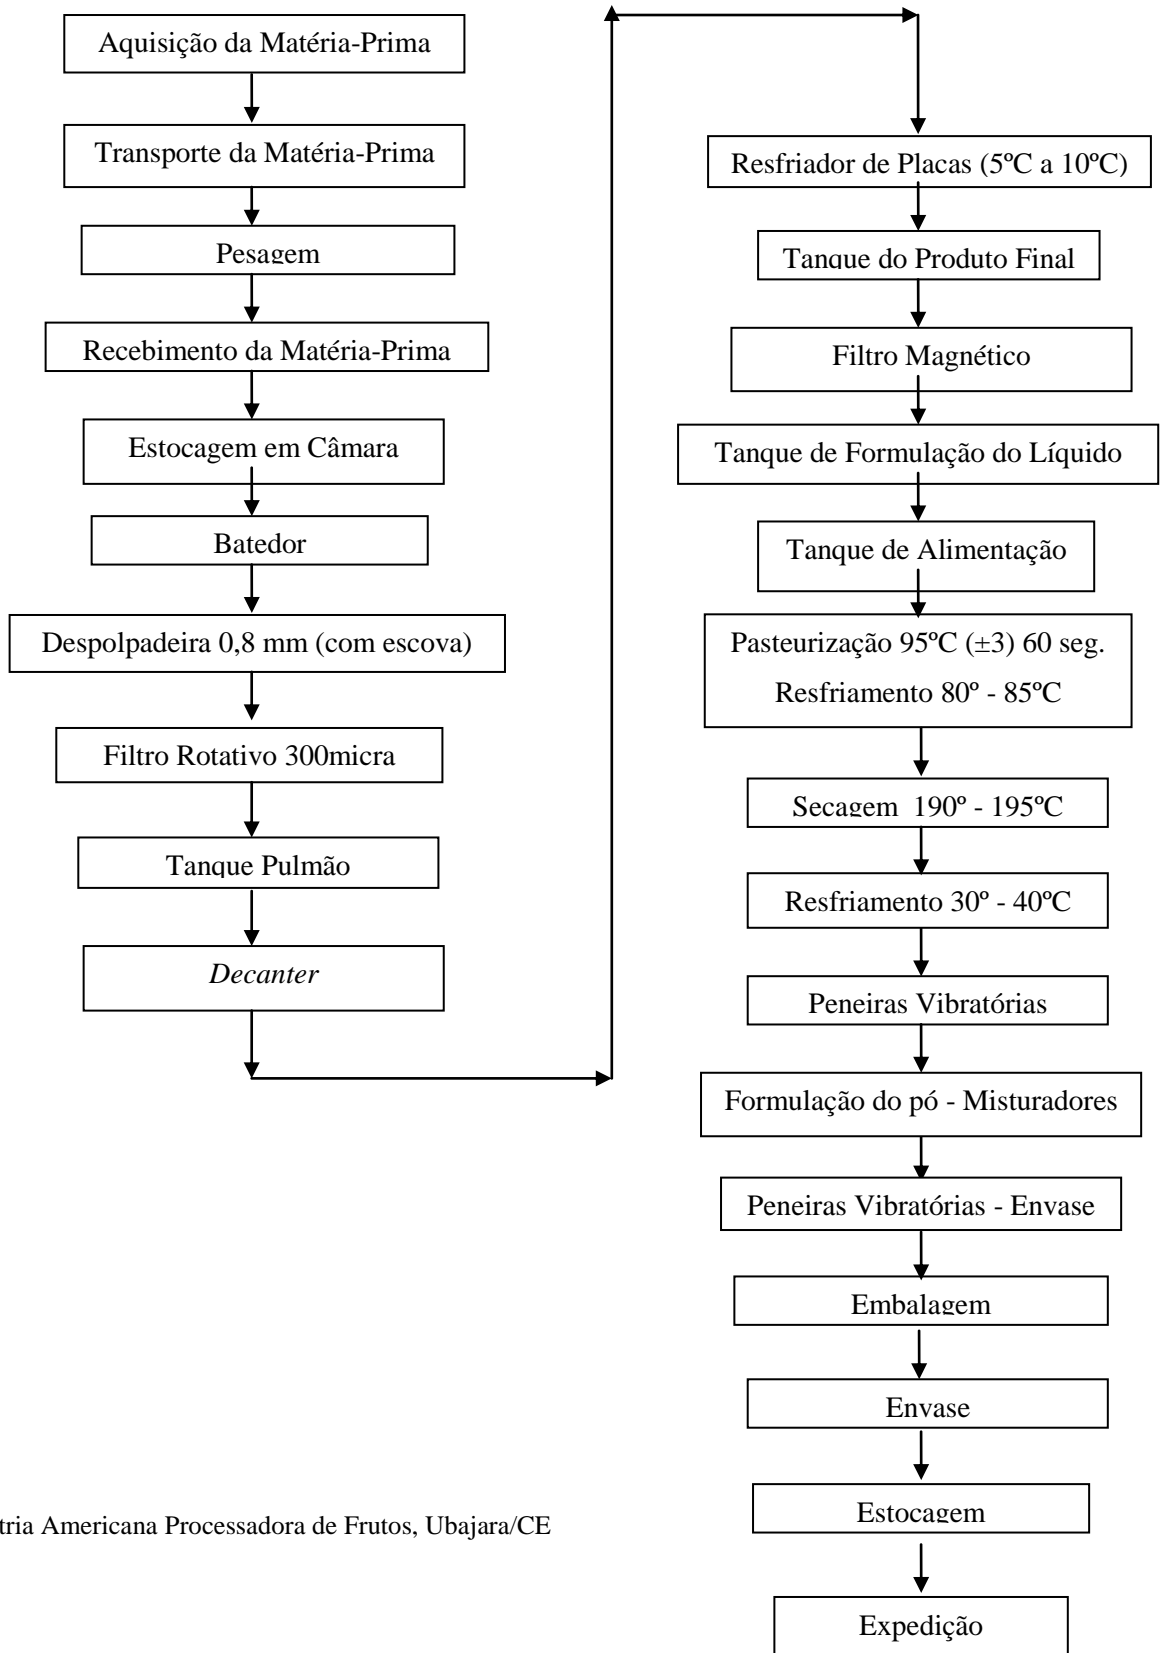 Aquisição da Matéria-Prima
Transporte da Matéria-Prima
Pesagem
Recebimento da Matéria-Prima
Estocagem em Câmara
Batedor
Despolpadeira 0,8 mm (com escova)
Filtro Rotativo 300micra
Tanque Pulmão
Decanter
Resfriador de Placas (5ºC a 10ºC)
Tanque do Produto Final
Filtro Magnético
Tanque de Formulação do Líquido
Tanque de Alimentação
Pasteurização 95ºC (±3) 60 seg.
Resfriamento 80º - 85ºC
Secagem 190º - 195ºC
Resfriamento 30º - 40ºC
Peneiras Vibratórias
Formulação do pó - Misturadores
Peneiras Vibratórias - Envase
Embalagem
Envase
Estocagem
Expedição
tria Americana Processadora de Frutos, Ubajara/CE